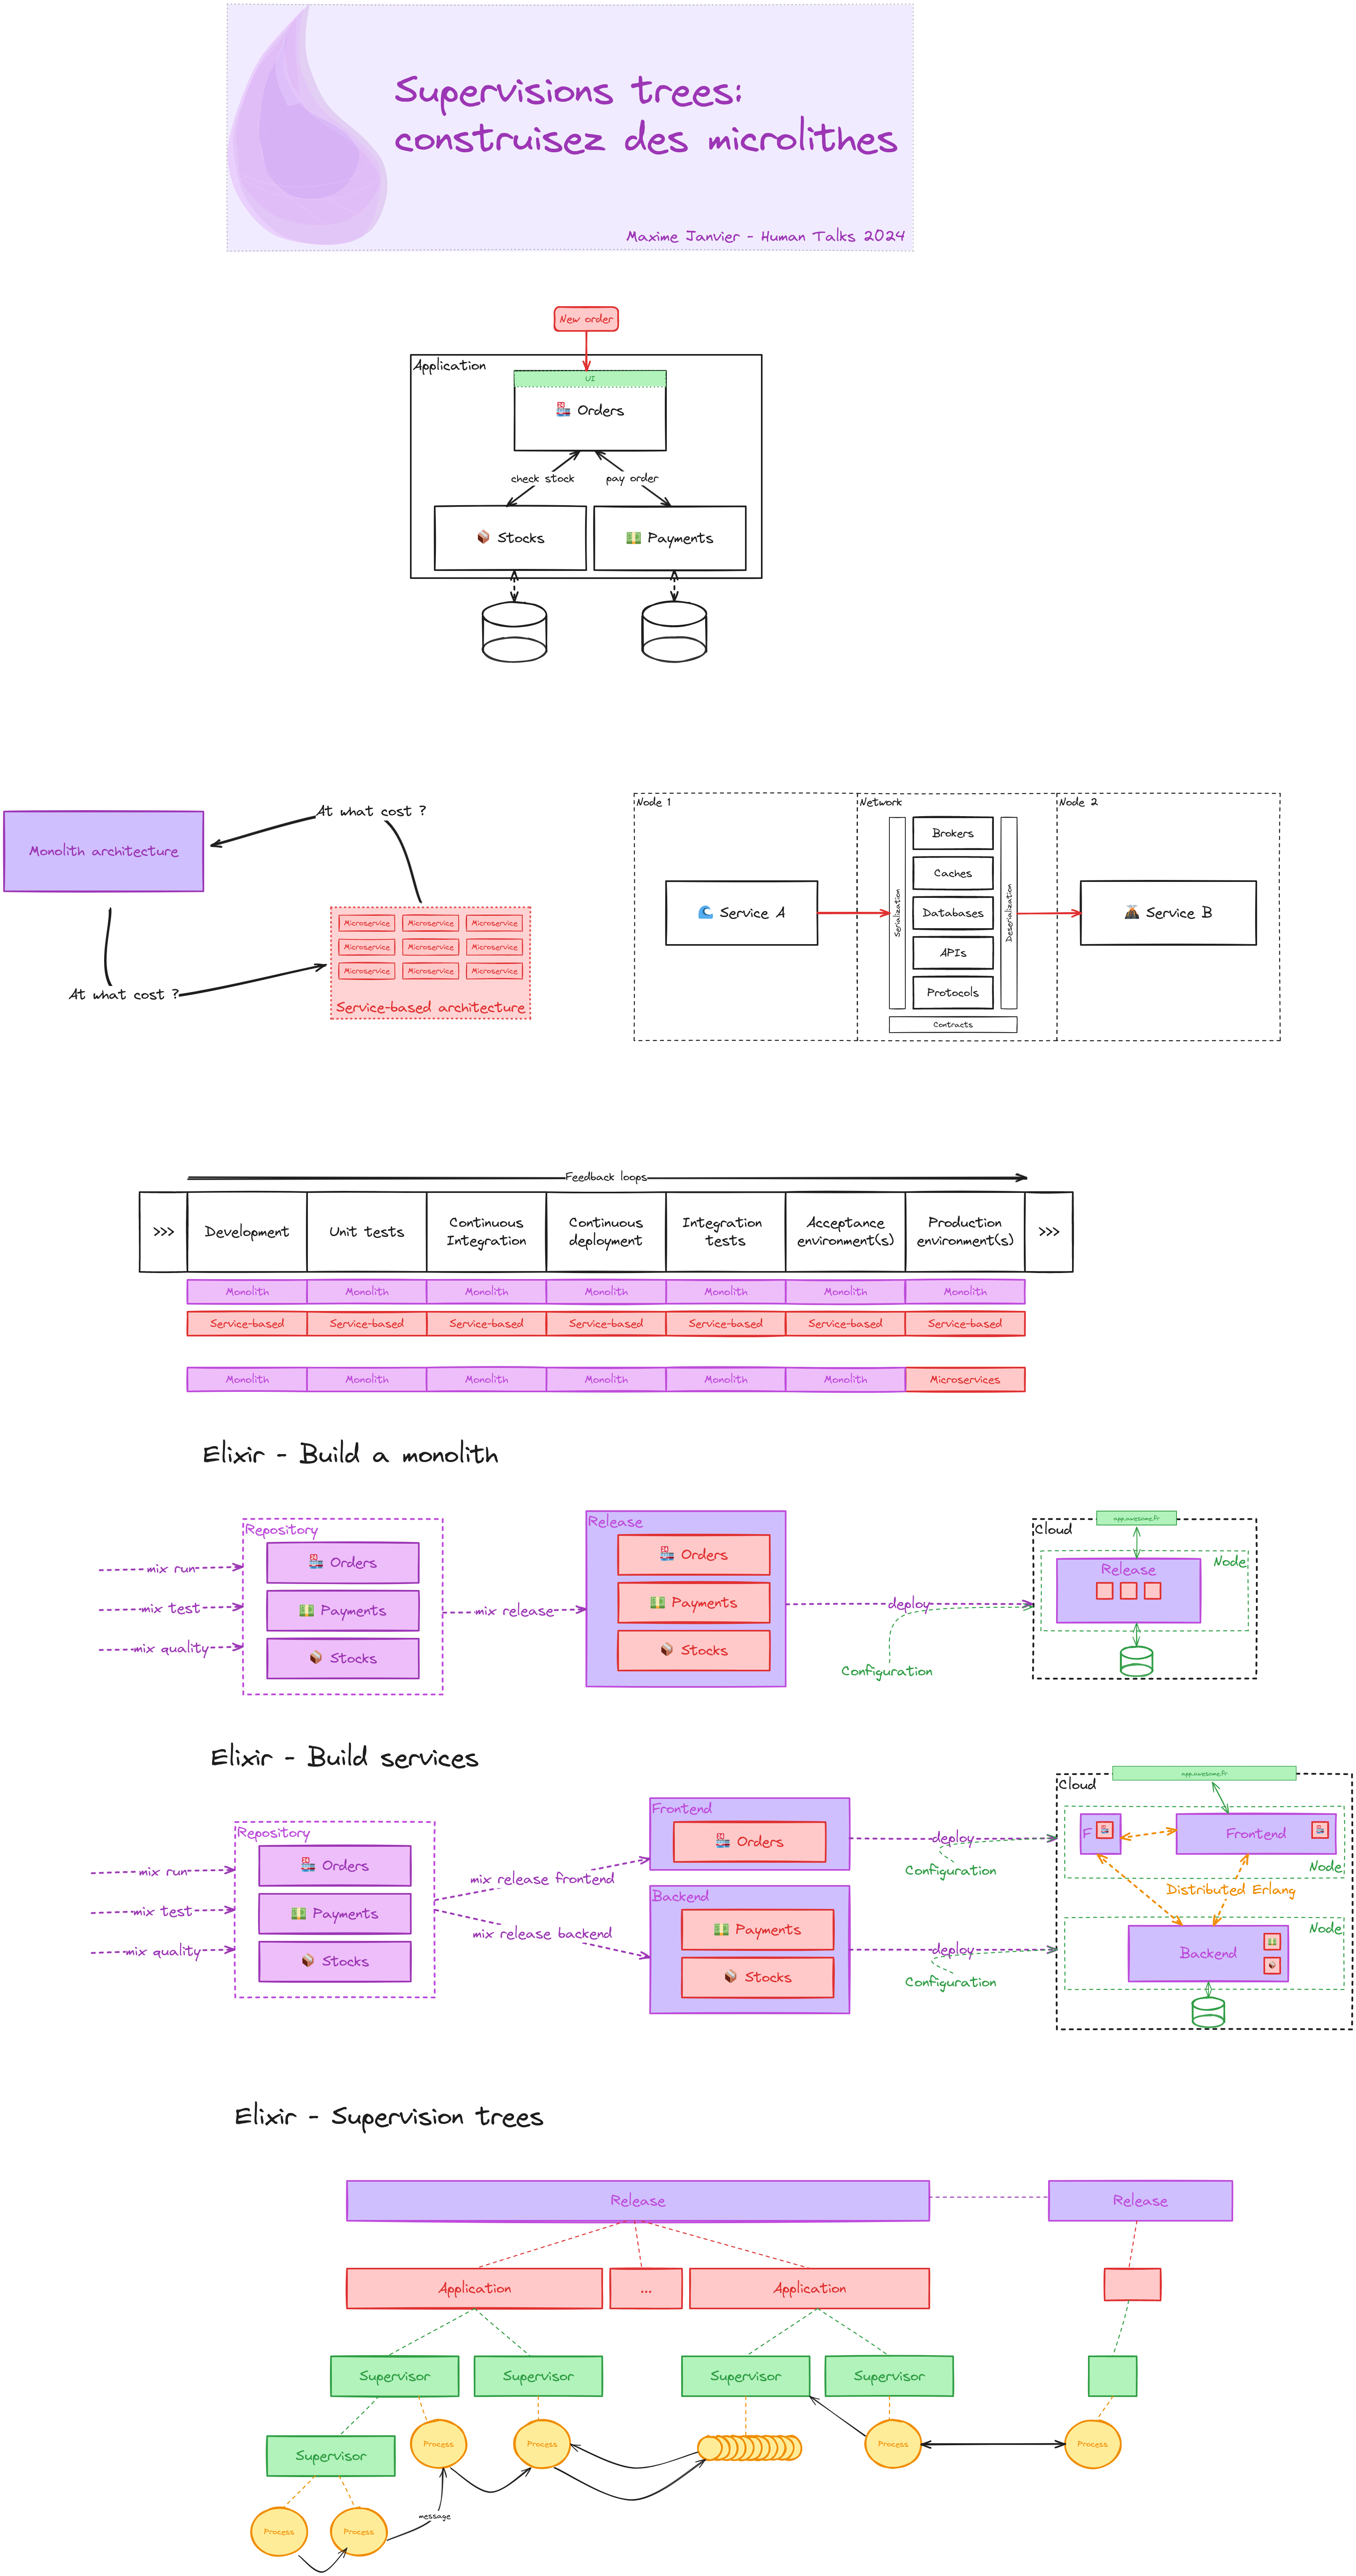 Supervisions trees:
construisez des microlithes
Maxime Janvier - Human Talks 2024
New order
Application
UI
Orders
check stock
pay order
Stocks
Payments
Monolith architecture
At what cost ?
Microservice Microservice Microservice
Microservice Microservice Microservice
Microservice Microservice Microservice
Service-based architecture
At what cost ?
Node 1
Service A
Network
Serialization
Brokers
Caches
Databases
APIs
Protocols
Deserialization
Contracts
Node 2
Service B
Feedback loops
>>>
Development
Unit tests
Continuous
Integration
Continuous
deployment
Integration
tests
Acceptance
environment(s)
Production
environment(s)
>>>
Monolith Monolith Monolith Monolith Monolith Monolith Monolith
Service-based Service-based Service-based Service-based Service-based Service-based Service-based
Monolith Monolith Monolith Monolith Monolith Monolith Microservices
Elixir - Build a monolith
mix run
mix test
mix quality
Repository
Orders
Payments
Stocks
mix release
Release
Orders
Payments
Stocks
deploy
Configuration
Cloud
app.awesome.fr
Node
Release
Elixir - Build services
mix run
mix test
mix quality
Repository
Orders
Payments
Stocks
mix release frontend
mix release backend
Frontend
Orders
Backend
Payments
Stocks
deploy
Configuration
deploy
Configuration
Cloud
app.awesome.fr
F
Frontend
Node
Distributed Erlang
Node
Backend
Elixir - Supervision trees
Release
Release
Application
...
Application
Supervisor
Supervisor
Supervisor
Supervisor
Supervisor
Process
Process
Process
Process
message
Process
Process